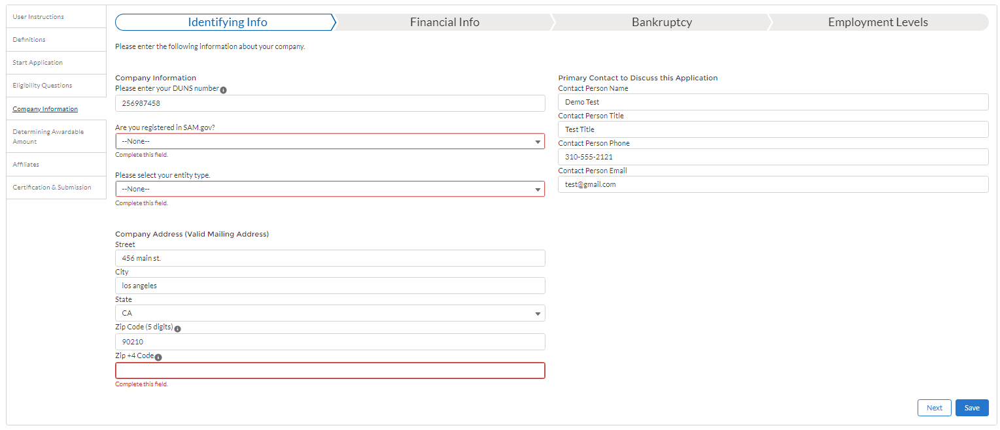 User Instructions
Definitions
Start Application
Eligibility Questions
Company Information
Determining Awardable
Amount
Affiliates
Certification & Submission
Identifying Info
Financial Info
Bankruptcy
Employment Levels
Please enter the following information about your company.
Company Information
Please enter your DUNS number
256987458
Are you registered in SAM.gov?
--None--
Complete this field.
Please select your entity type.
--None--
Complete this field.
Company Address (Valid Mailing Address)
Street
456 main st.
City
los angeles
State
CA
Zip Code (5 digits)
90210
Zip +4 Code
Complete this field.
Primary Contact to Discuss this Application
Contact Person Name
Demo Test
Contact Person Title
Test Title
Contact Person Phone
310-555-2121
Contact Person Email
test@gmail.com
Next
Save